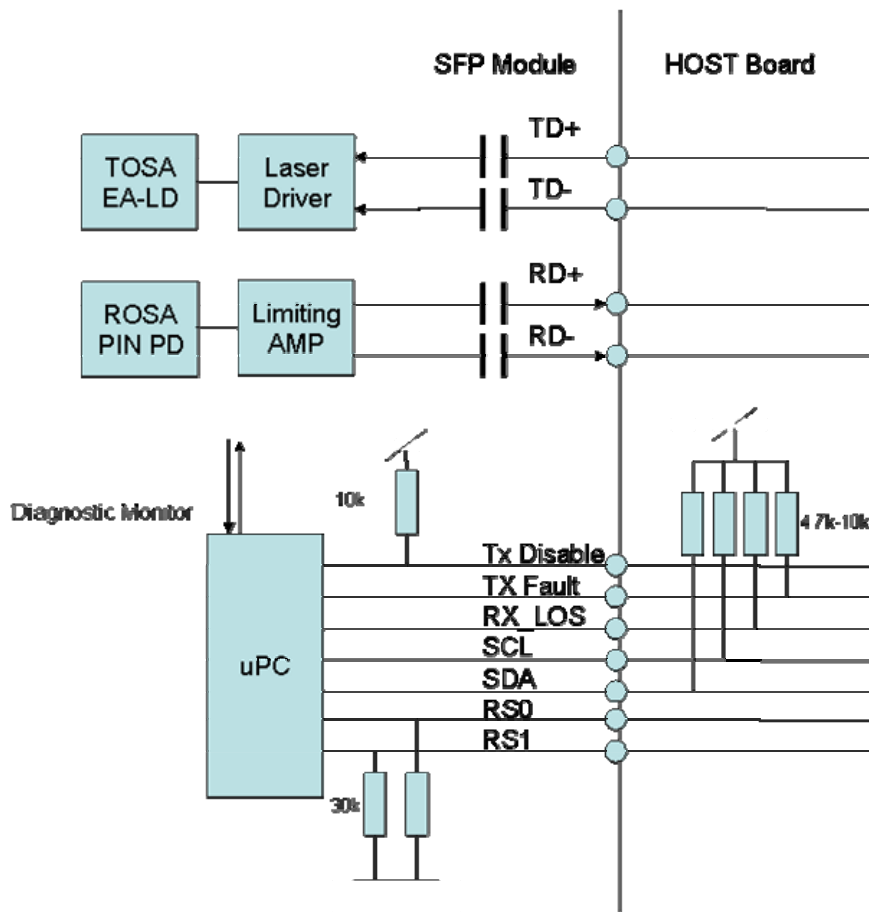 SFP Module
HOST Board
TOSA
EA-LD
Laser
Driver
TD+
TD-
ROSA
PIN PD
Limiting
AMP
RD+
RD-
Diagnostic Monitor
10k
4.7k-10k
uPC
Tx Disable
TX Fault
RX_LOS
SCL
SDA
RS0
RS1
30k